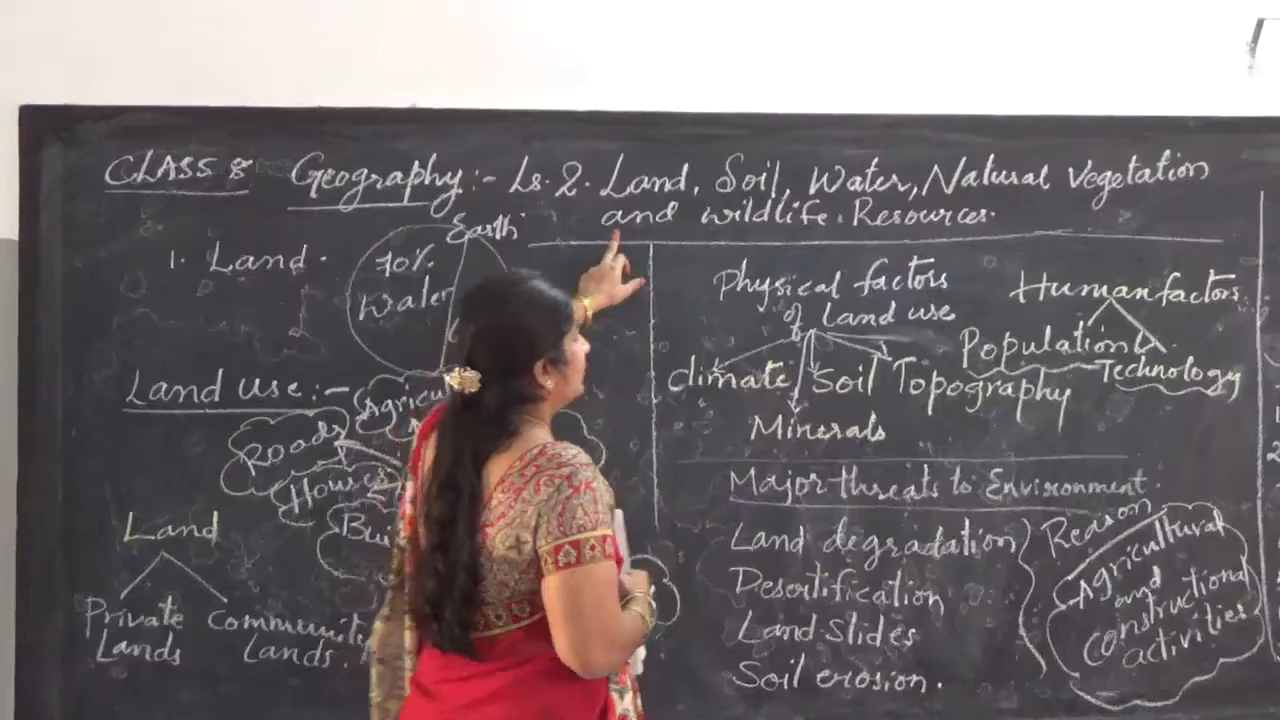 CLASS 8 Geography:- Ls.2. Land, Soil, Water, Natural Vegetation
and wildlife Resources.
1. Land.
Earth
70%
Water
Land use:-
Roads
Houses
Land
Private
Lands
Community
Lands.
Physical factors
of Land use
climate Soil Topography
Minerals
Human factors
Population
Technology
Major threats to Environment.
Land degradation
Desertification
Land Slides
Soil erosion.
Reason
Agricultural
and
constructional
activities